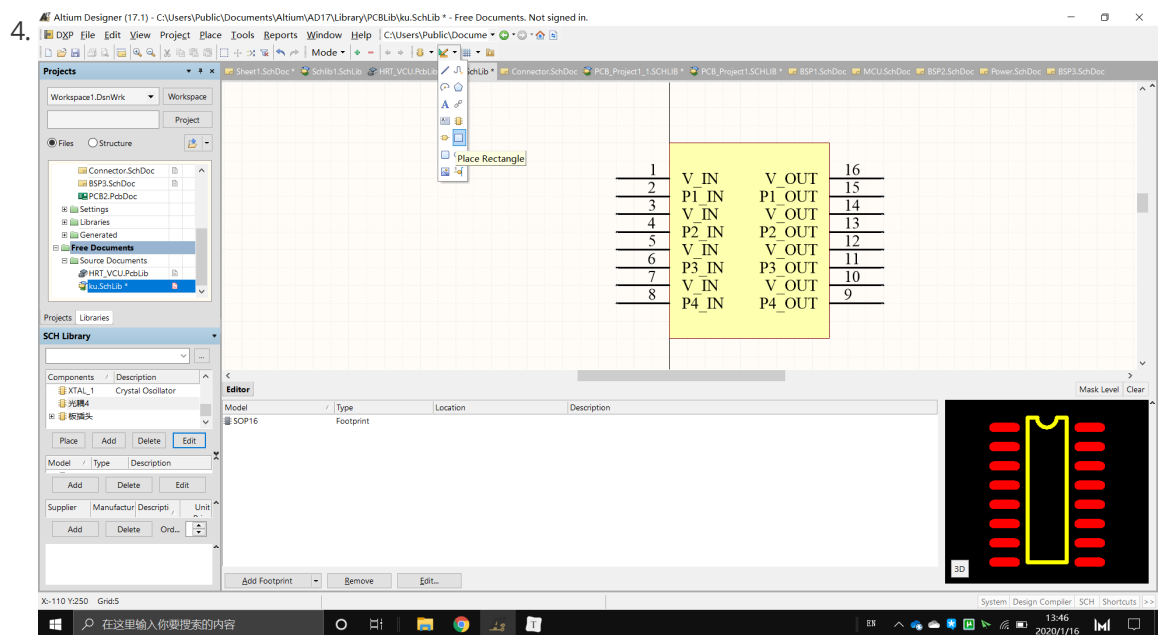 4.
Altium Designer (17.1) - C:\Users\Public\Documents\Altium\AD17\Library\PCBLib\ku.SchLib * - Free Documents. Not signed in.
DXP File Edit View Project Place Tools Reports Window Help C:\Users\Public\Docume
Mode
Projects
Sheet1.SchDoc * Schlib1.SchLib HRT_VCU.PcbLib SchLib * Connector.SchDoc PCB_Project1_1.SCHLIB * PCB_Project1.SCHLIB * BSP1.SchDoc MCU.SchDoc BSP2.SchDoc Power.SchDoc BSP3.SchDoc
Workspace1.DsnWrk Workspace
Project
Files Structure
Connector.SchDoc
BSP3.SchDoc
PCB2.PcbDoc
Settings
Libraries
Generated
Free Documents
Source Documents
HRT_VCU.PcbLib
ku.SchLib *
Projects Libraries
A
Place Rectangle
1 V_IN V_OUT 16
2 P1_IN P1_OUT 15
3 V_IN V_OUT 14
4 P2_IN P2_OUT 13
5 V_IN V_OUT 12
6 P3_IN P3_OUT 11
7 V_IN V_OUT 10
8 P4_IN P4_OUT 9
SCH Library
...
Components / Description
XTAL_1 Crystal Oscillator
光耦4
板插头
Place Add Delete Edit
Model / Type Description
Add Delete Edit
Supplier Manufactur Descripti / Unit
Add Delete Ord...
Editor
Mask Level Clear
Model / Type Location Description
SOP16 Footprint
3D
Add Footprint Remove Edit...
X:-110 Y:250 Grid:5
System Design Compiler SCH Shortcuts >>
在这里输入你要搜索的内容
T
EN
13:46
2020/1/16